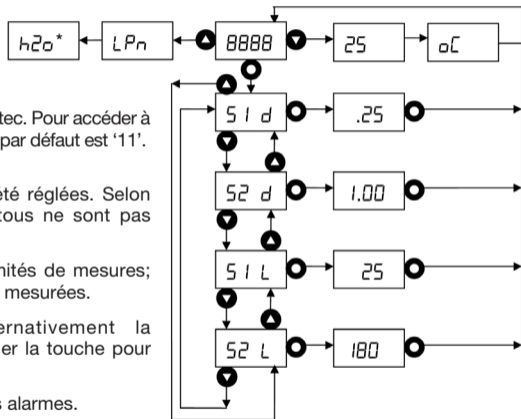 h2o* LPn 8888 25 oC
S1 d .25
S2 d 1.00
S1 L 25
S2 L 180
tec. Pour accéder à
par défaut est '11'.
été réglées. Selon
tous ne sont pas
nités de mesures;
mesurées.
ernativement la
er la touche pour
s alarmes.